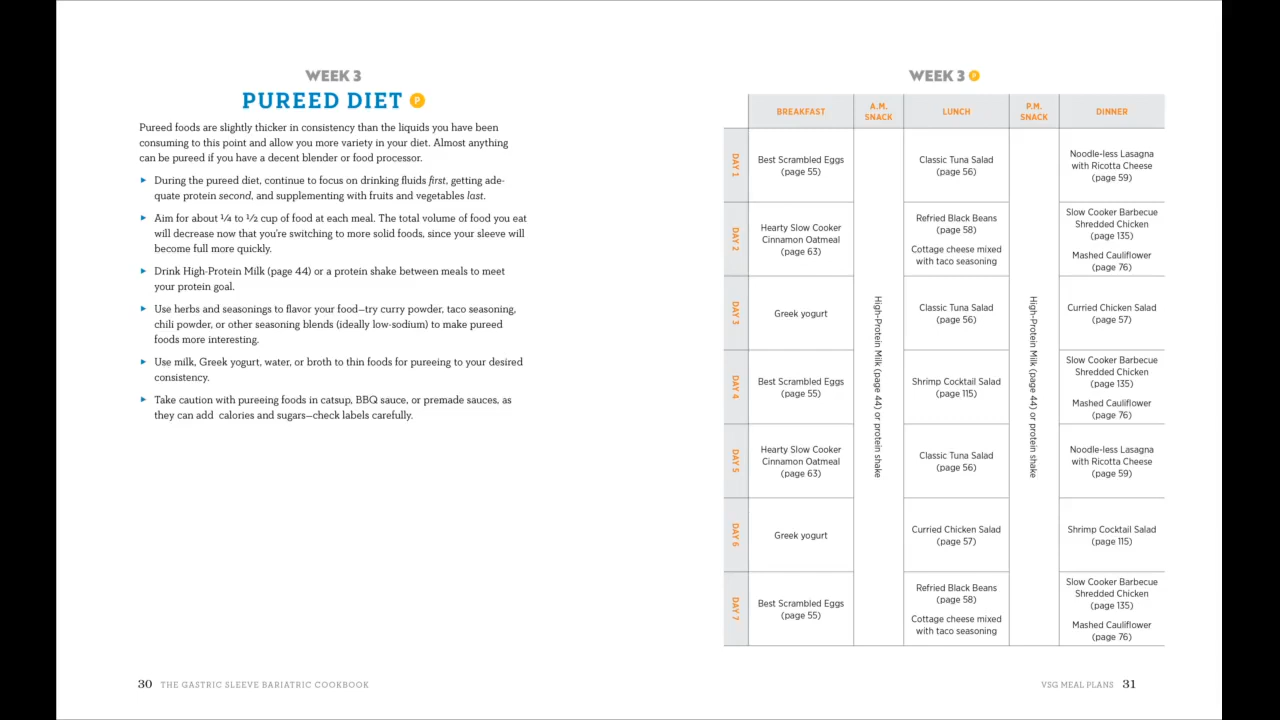 WEEK 3
PUREED DIET P
Pureed foods are slightly thicker in consistency than the liquids you have been
consuming to this point and allow you more variety in your diet. Almost anything
can be pureed if you have a decent blender or food processor.
► During the pureed diet, continue to focus on drinking fluids first, getting ade-
quate protein second, and supplementing with fruits and vegetables last.
► Aim for about ¼ to ½ cup of food at each meal. The total volume of food you eat
will decrease now that you're switching to more solid foods, since your sleeve will
become full more quickly.
► Drink High-Protein Milk (page 44) or a protein shake between meals to meet
your protein goal.
► Use herbs and seasonings to flavor your food—try curry powder, taco seasoning,
chili powder, or other seasoning blends (ideally low-sodium) to make pureed
foods more interesting.
► Use milk, Greek yogurt, water, or broth to thin foods for pureeing to your desired
consistency.
► Take caution with pureeing foods in catsup, BBQ sauce, or premade sauces, as
they can add calories and sugars—check labels carefully.
30 THE GASTRIC SLEEVE BARIATRIC COOKBOOK
WEEK 3 P
BREAKFAST
A.M.
SNACK
LUNCH
P.M.
SNACK
DINNER
DAY 1
Best Scrambled Eggs
(page 55)
High-Protein Milk (page 44) or protein shake
Classic Tuna Salad
(page 56)
High-Protein Milk (page 44) or protein shake
Noodle-less Lasagna
with Ricotta Cheese
(page 59)
DAY 2
Hearty Slow Cooker
Cinnamon Oatmeal
(page 63)
Refried Black Beans
(page 58)
Cottage cheese mixed
with taco seasoning
Slow Cooker Barbecue
Shredded Chicken
(page 135)
Mashed Cauliflower
(page 76)
DAY 3
Greek yogurt
Classic Tuna Salad
(page 56)
Curried Chicken Salad
(page 57)
DAY 4
Best Scrambled Eggs
(page 55)
Shrimp Cocktail Salad
(page 115)
Slow Cooker Barbecue
Shredded Chicken
(page 135)
Mashed Cauliflower
(page 76)
DAY 5
Hearty Slow Cooker
Cinnamon Oatmeal
(page 63)
Classic Tuna Salad
(page 56)
Noodle-less Lasagna
with Ricotta Cheese
(page 59)
DAY 6
Greek yogurt
Curried Chicken Salad
(page 57)
Shrimp Cocktail Salad
(page 115)
DAY 7
Best Scrambled Eggs
(page 55)
Refried Black Beans
(page 58)
Cottage cheese mixed
with taco seasoning
Slow Cooker Barbecue
Shredded Chicken
(page 135)
Mashed Cauliflower
(page 76)
VSG MEAL PLANS 31